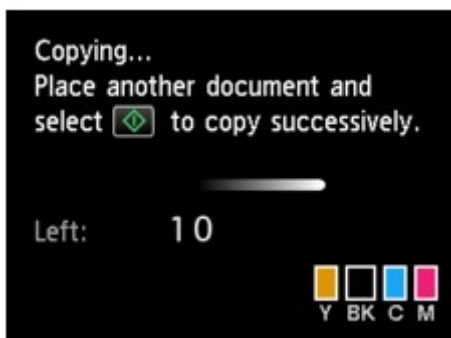 Copying...
Place another document and
select to copy successively.
Left: 10
Y BK C M